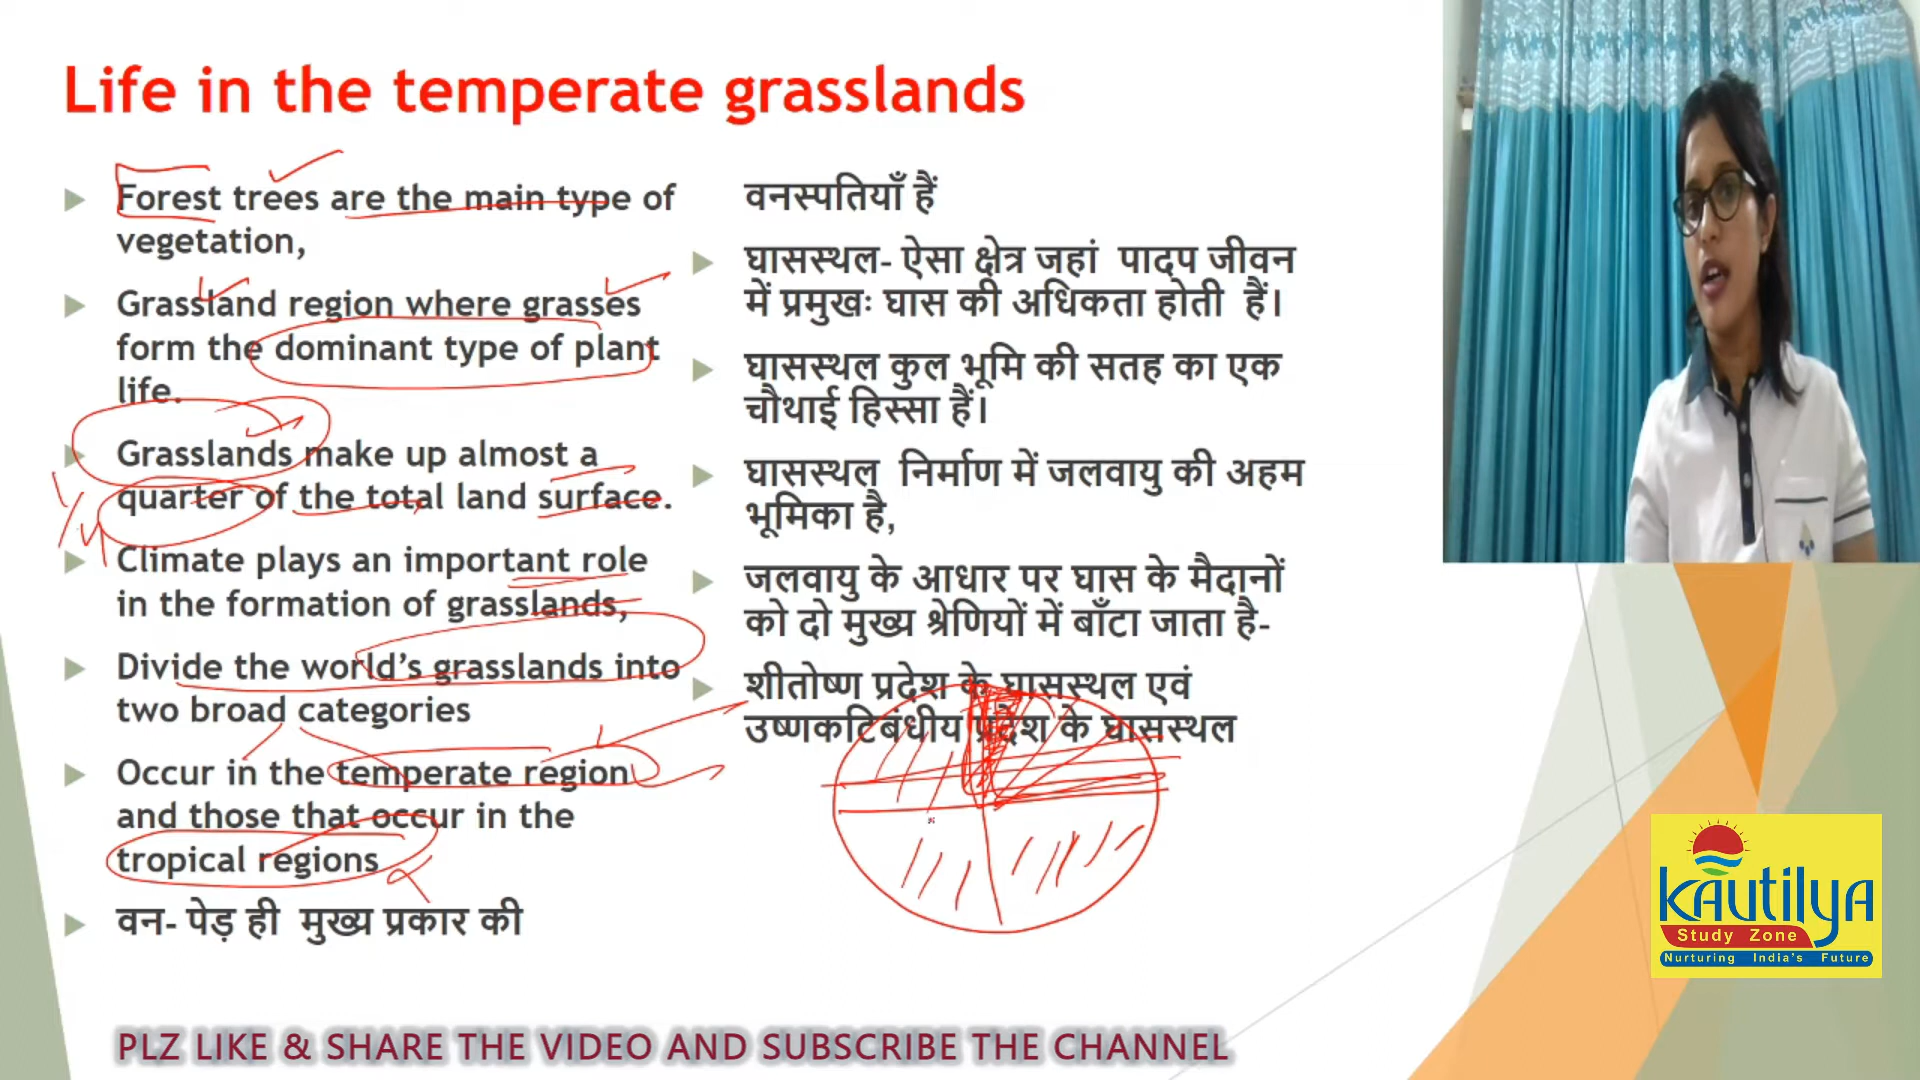 Life in the temperate grasslands
Forest trees are the main type of
vegetation,
Grassland region where grasses
form the dominant type of plant
life.
Grasslands make up almost a
quarter of the total land surface.
1/4
Climate plays an important role
in the formation of grasslands,
Divide the world's grasslands into
two broad categories
Occur in the temperate region
and those that occur in the
tropical regions
वन- पेड़ ही मुख्य प्रकार की
वनस्पतियाँ हैं
घासस्थल- ऐसा क्षेत्र जहां पादप जीवन
में प्रमुखः घास की अधिकता होती हैं।
घासस्थल कुल भूमि की सतह का एक
चौथाई हिस्सा हैं।
घासस्थल निर्माण में जलवायु की अहम
भूमिका है,
जलवायु के आधार पर घास के मैदानों
को दो मुख्य श्रेणियों में बाँटा जाता है-
शीतोष्ण प्रदेश के घासस्थल एवं
उष्णकटिबंधीय प्रदेश के घासस्थल
Kautilya
Study Zone
Nurturing India's Future
PLZ LIKE & SHARE THE VIDEO AND SUBSCRIBE THE CHANNEL